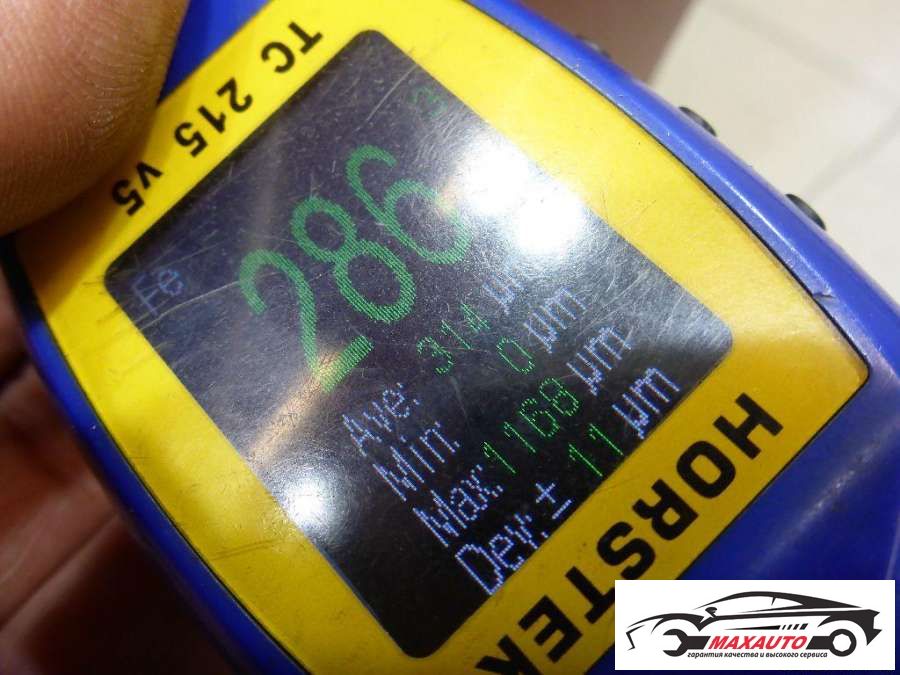 TC 215 v5
Fe
286
Ave: 314 µm
Min: 0 µm
Max: 1168 µm
Dev: ± 11 µm
HORSTEK
MAXAUTO
гарантия качества и высокого сервиса